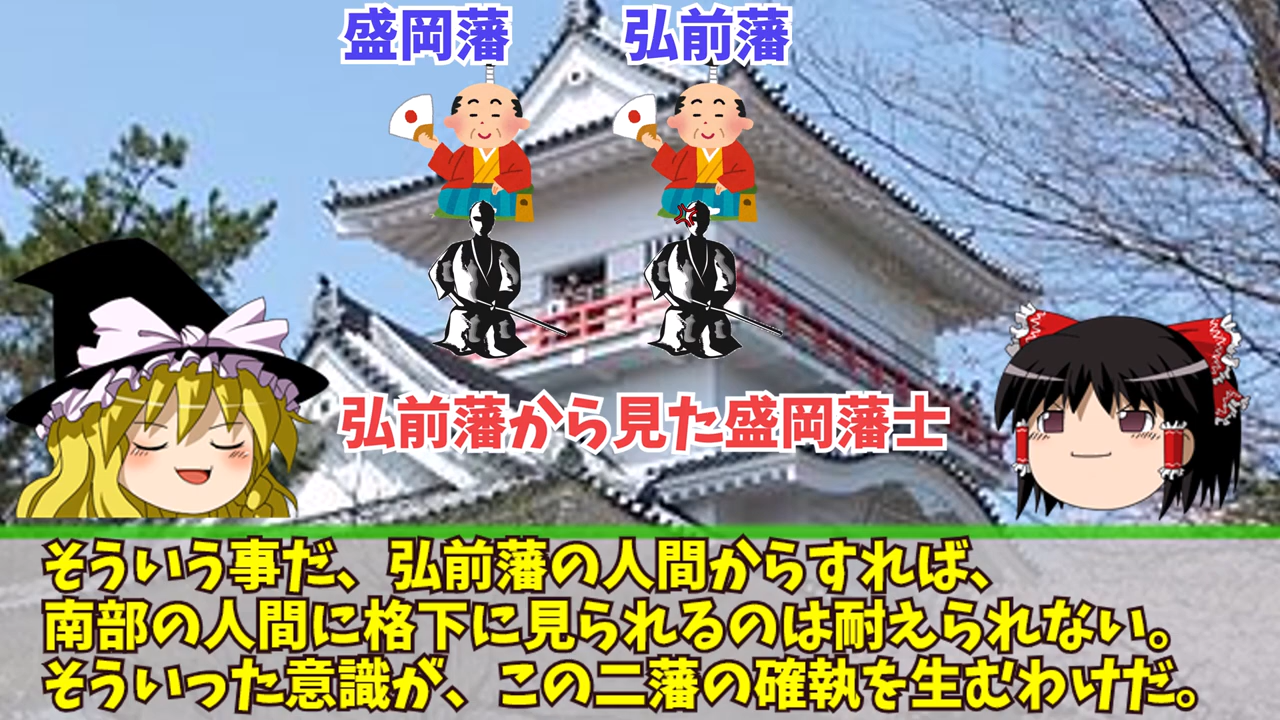 盛岡藩
弘前藩
弘前藩から見た盛岡藩士
そういう事だ、弘前藩の人間からすれば、
南部の人間に格下に見られるのは耐えられない。
そういった意識が、この二藩の確執を生むわけだ。